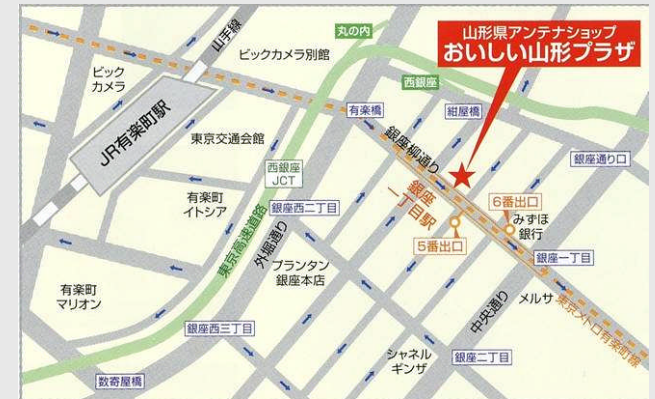 山形県アンテナショップ
おいしい山形プラザ
丸の内
山手線
ビックカメラ別館
ビック
カメラ
西銀座
有楽橋
紺屋橋
JR有楽町駅
東京交通会館
銀座柳通り
銀座通り口
西銀座
JCT
銀座
一丁目駅
有楽町
イトシア
銀座西二丁目
6番出口
みずほ
銀行
5番出口
東京高速道路
外堀通り
プランタン
銀座本店
銀座一丁目
有楽町
マリオン
中央通り
メルサ
東京メトロ有楽町線
銀座西三丁目
シャネル
ギンザ
銀座二丁目
数寄屋橋